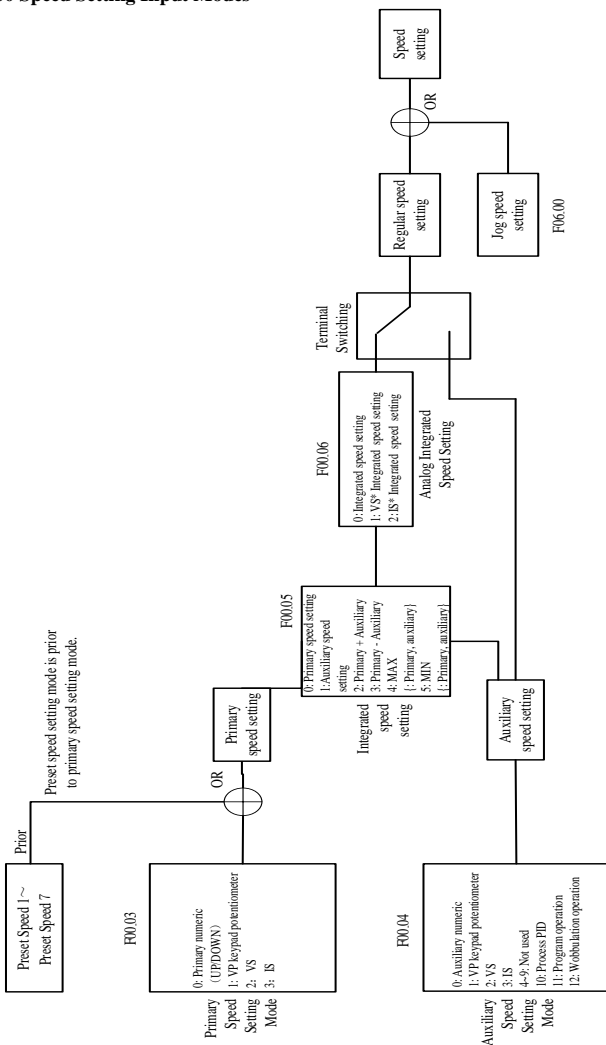 Speed Setting Input Modes
Preset Speed 1～
Preset Speed 7
Prior
Preset speed setting mode is prior
to primary speed setting mode.
F00.03
Primary
Speed
Setting
Mode
0: Primary numeric
（UP/DOWN）
1: VP keypad potentiometer
2: VS
3: IS
OR
Primary
speed setting
F00.04
Auxiliary
Speed
Setting
Mode
0: Auxiliary numeric
1: VP keypad potentiometer
2: VS
3:IS
4~9: Not used
10: Process PID
11: Program operation
12: Wobbulation operation
Auxiliary
speed setting
F00.05
Integrated
speed
setting
0: Primary speed setting
1:Auxiliary speed
setting
2: Primary + Auxiliary
3: Primary - Auxiliary
4: MAX
{: Primary, auxiliary}
5: MIN
{: Primary, auxiliary}
F00.06
0: Integrated speed setting
1: VS* Integrated speed setting
2: IS* Integrated speed setting
Analog Integrated
Speed Setting
Terminal
Switching
Regular speed
setting
Jog speed
setting
F06.00
OR
Speed
setting